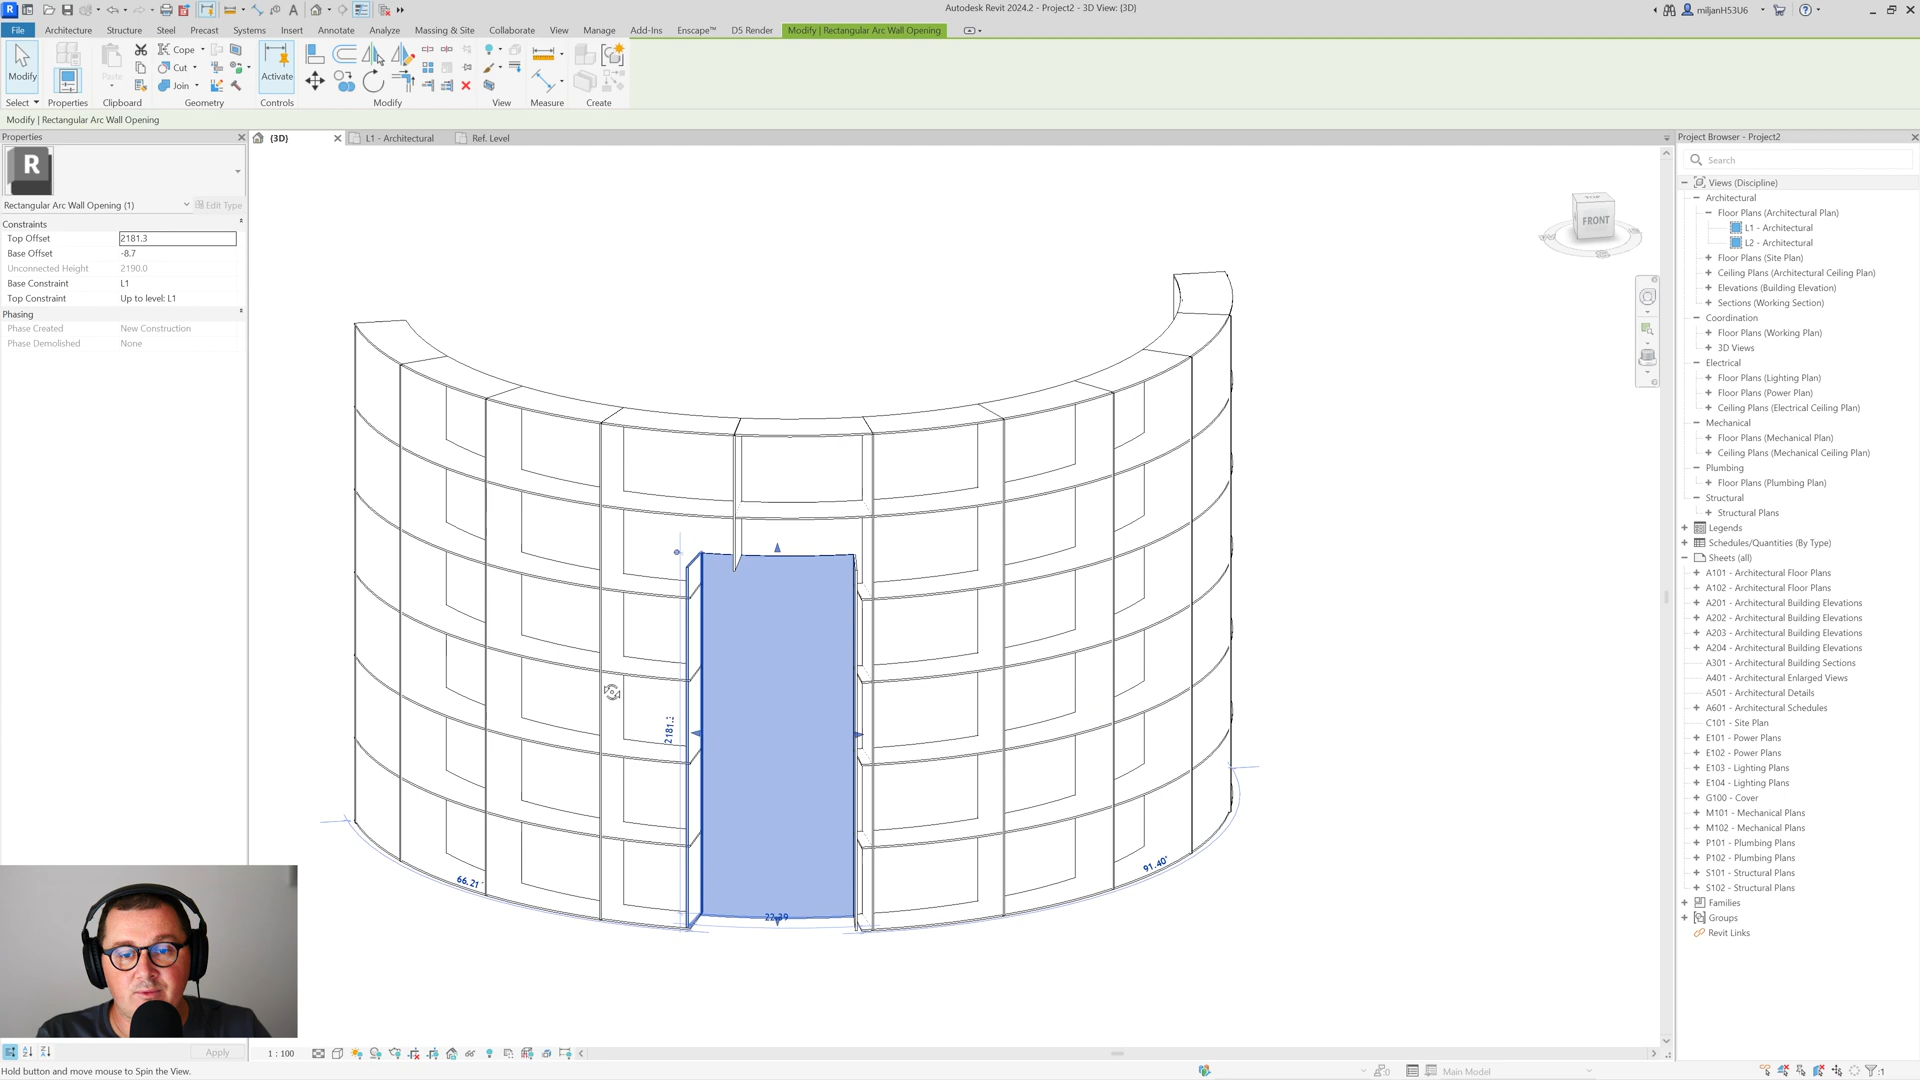 Autodesk Revit 2024.2 - Project2 - 3D View: {3D}
miljanH53U6
File Architecture Structure Steel Precast Systems Insert Annotate Analyze Massing & Site Collaborate View Manage Add-Ins Enscape™ D5 Render Modify | Rectangular Arc Wall Opening
Modify
Paste
Cope
Cut
Join
Activate
Select Properties Clipboard Geometry Controls Modify View Measure Create
Modify | Rectangular Arc Wall Opening
Properties
R
Rectangular Arc Wall Opening (1) Edit Type
Constraints
Top Offset 2181.3
Base Offset -8.7
Unconnected Height 2190.0
Base Constraint L1
Top Constraint Up to level: L1
Phasing
Phase Created New Construction
Phase Demolished None
Apply
{3D} L1 - Architectural Ref. Level
TOP
FRONT
66.21°
91.40°
Project Browser - Project2
Search
Views (Discipline)
Architectural
Floor Plans (Architectural Plan)
L1 - Architectural
L2 - Architectural
Floor Plans (Site Plan)
Ceiling Plans (Architectural Ceiling Plan)
Elevations (Building Elevation)
Sections (Working Section)
Coordination
Floor Plans (Working Plan)
3D Views
Electrical
Floor Plans (Lighting Plan)
Floor Plans (Power Plan)
Ceiling Plans (Electrical Ceiling Plan)
Mechanical
Floor Plans (Mechanical Plan)
Ceiling Plans (Mechanical Ceiling Plan)
Plumbing
Floor Plans (Plumbing Plan)
Structural
Structural Plans
Legends
Schedules/Quantities (By Type)
Sheets (all)
A101 - Architectural Floor Plans
A102 - Architectural Floor Plans
A201 - Architectural Building Elevations
A202 - Architectural Building Elevations
A203 - Architectural Building Elevations
A204 - Architectural Building Elevations
A301 - Architectural Building Sections
A401 - Architectural Enlarged Views
A501 - Architectural Details
A601 - Architectural Schedules
C101 - Site Plan
E101 - Power Plans
E102 - Power Plans
E103 - Lighting Plans
E104 - Lighting Plans
G100 - Cover
M101 - Mechanical Plans
M102 - Mechanical Plans
P101 - Plumbing Plans
P102 - Plumbing Plans
S101 - Structural Plans
S102 - Structural Plans
Families
Groups
Revit Links
1 : 100
Hold button and move mouse to Spin the View.
:0
Main Model
:1